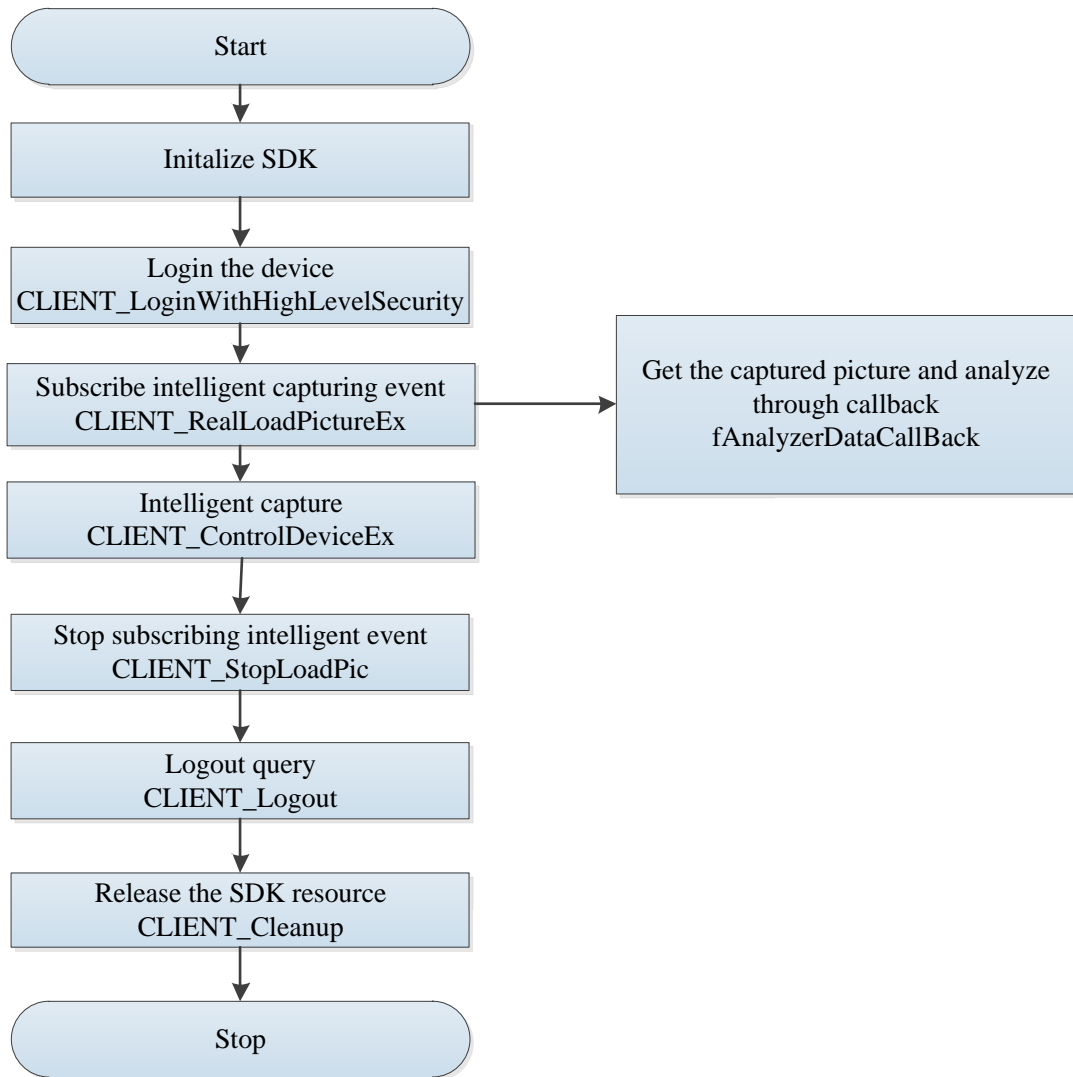 Start
Initalize SDK
Login the device
CLIENT_LoginWithHighLevelSecurity
Subscribe intelligent capturing event
CLIENT_RealLoadPictureEx
Get the captured picture and analyze
through callback
fAnalyzerDataCallBack
Intelligent capture
CLIENT_ControlDeviceEx
Stop subscribing intelligent event
CLIENT_StopLoadPic
Logout query
CLIENT_Logout
Release the SDK resource
CLIENT_Cleanup
Stop